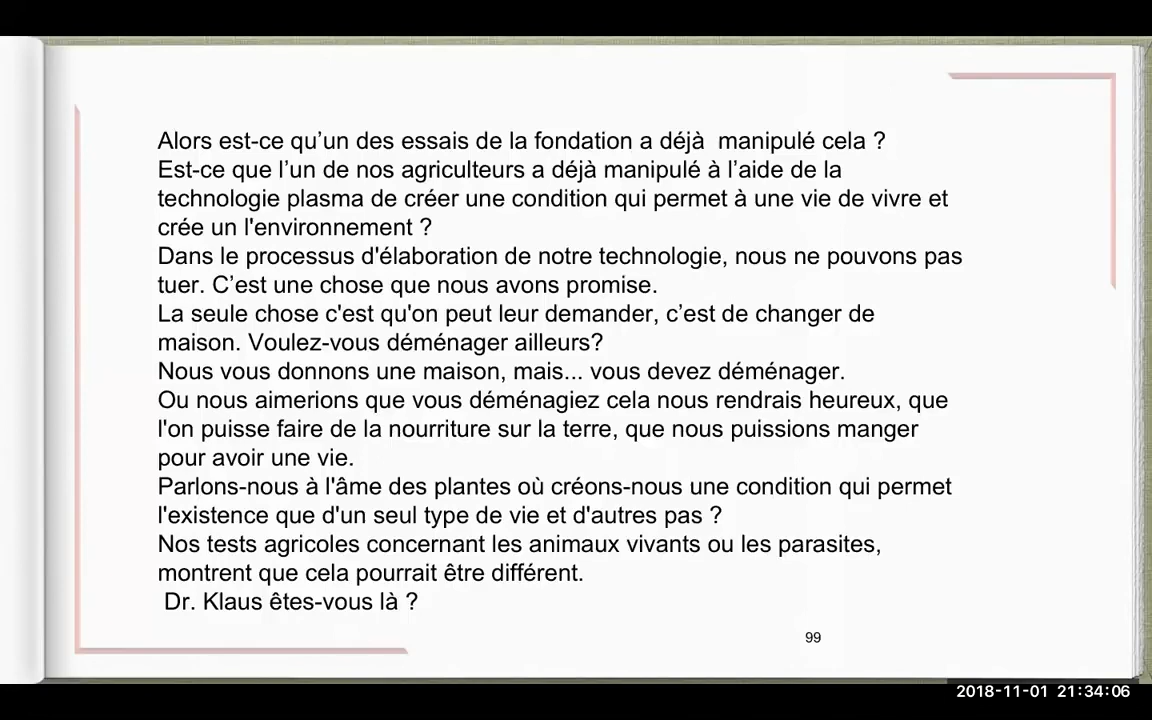 Alors est-ce qu’un des essais de la fondation a déjà  manipulé cela ?
Est-ce que l’un de nos agriculteurs a déjà manipulé à l’aide de la
technologie plasma de créer une condition qui permet à une vie de vivre et
crée un l'environnement ?
Dans le processus d'élaboration de notre technologie, nous ne pouvons pas
tuer. C’est une chose que nous avons promise.
La seule chose c'est qu'on peut leur demander, c’est de changer de
maison. Voulez-vous déménager ailleurs?
Nous vous donnons une maison, mais... vous devez déménager.
Ou nous aimerions que vous déménagiez cela nous rendrais heureux, que
l'on puisse faire de la nourriture sur la terre, que nous puissions manger
pour avoir une vie.
Parlons-nous à l'âme des plantes où créons-nous une condition qui permet
l'existence que d'un seul type de vie et d'autres pas ?
Nos tests agricoles concernant les animaux vivants ou les parasites,
montrent que cela pourrait être différent.
Dr. Klaus êtes-vous là ?
99
2018-11-01 21:34:06